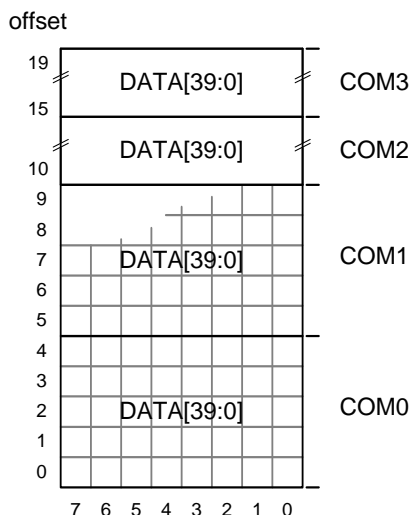 offset
19
DATA[39:0] COM3
15
DATA[39:0] COM2
10
9
8
7 DATA[39:0] COM1
6
5
4
3
2 DATA[39:0] COM0
1
0
7 6 5 4 3 2 1 0